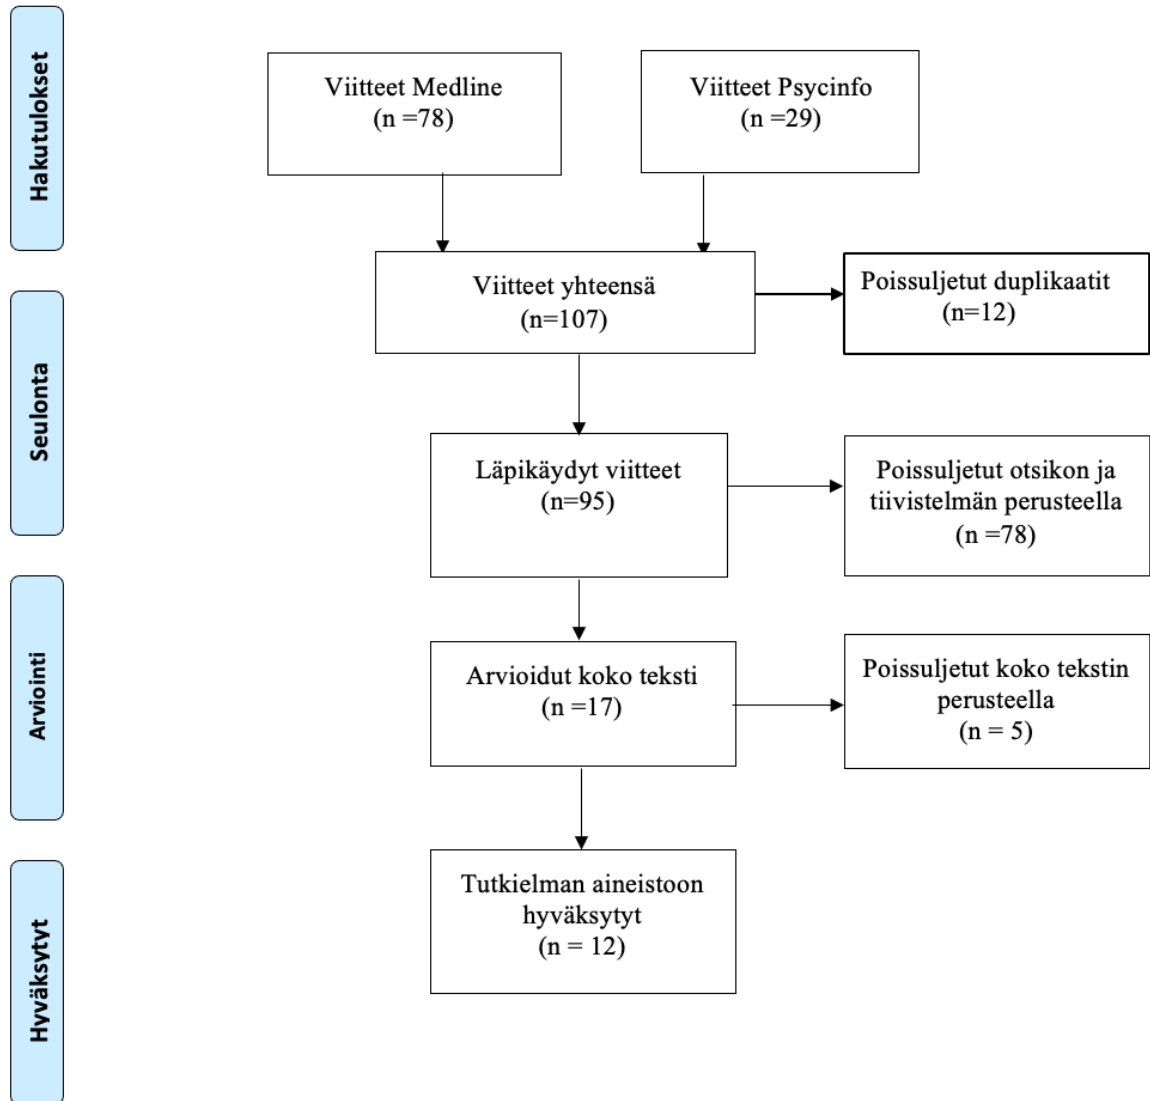 Hakutulokset
Viitteet Medline
(n =78)
Viitteet Psycinfo
(n =29)
Viitteet yhteensä
(n=107)
Poissuljetut duplikaatit
(n=12)
Seulonta
Läpikäydyt viitteet
(n=95)
Poissuljetut otsikon ja
tiivistelmän perusteella
(n =78)
Arviointi
Arvioidut koko teksti
(n =17)
Poissuljetut koko tekstin
perusteella
(n = 5)
Hyväksytyt
Tutkielman aineistoon
hyväksytyt
(n = 12)